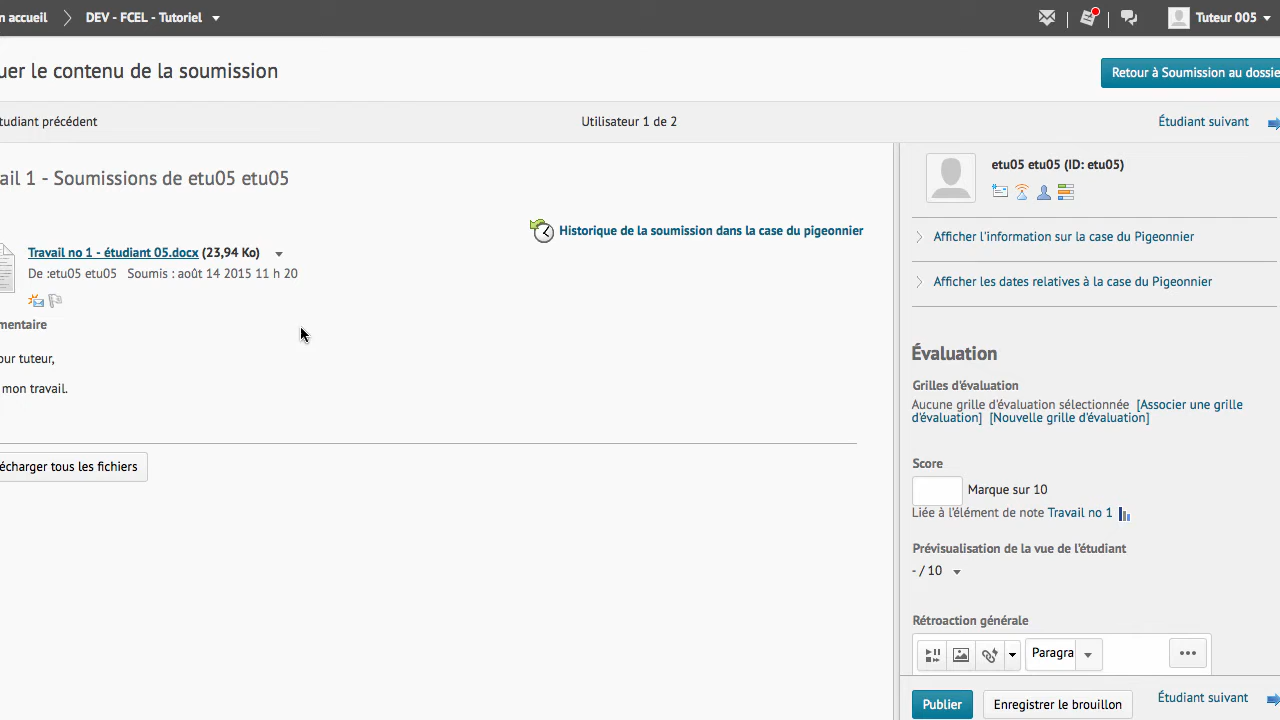 n accueil
DEV - FCEL - Tutoriel
Tuteur 005
uer le contenu de la soumission
Retour à Soumission au dossie
tudiant précédent
Utilisateur 1 de 2
Étudiant suivant
ail 1 - Soumissions de etu05 etu05
Historique de la soumission dans la case du pigeonnier
Travail no 1 - étudiant 05.docx (23,94 Ko)
De :etu05 etu05 Soumis : août 14 2015 11 h 20
mentaire
our tuteur,
mon travail.
écharger tous les fichiers
etu05 etu05 (ID: etu05)
Afficher l'information sur la case du Pigeonnier
Afficher les dates relatives à la case du Pigeonnier
Évaluation
Grilles d'évaluation
Aucune grille d'évaluation sélectionnée [Associer une grille
d'évaluation] [Nouvelle grille d'évaluation]
Score
Marque sur 10
Liée à l'élément de note Travail no 1
Prévisualisation de la vue de l'étudiant
- / 10
Rétroaction générale
Paragra
Publier
Enregistrer le brouillon
Étudiant suivant